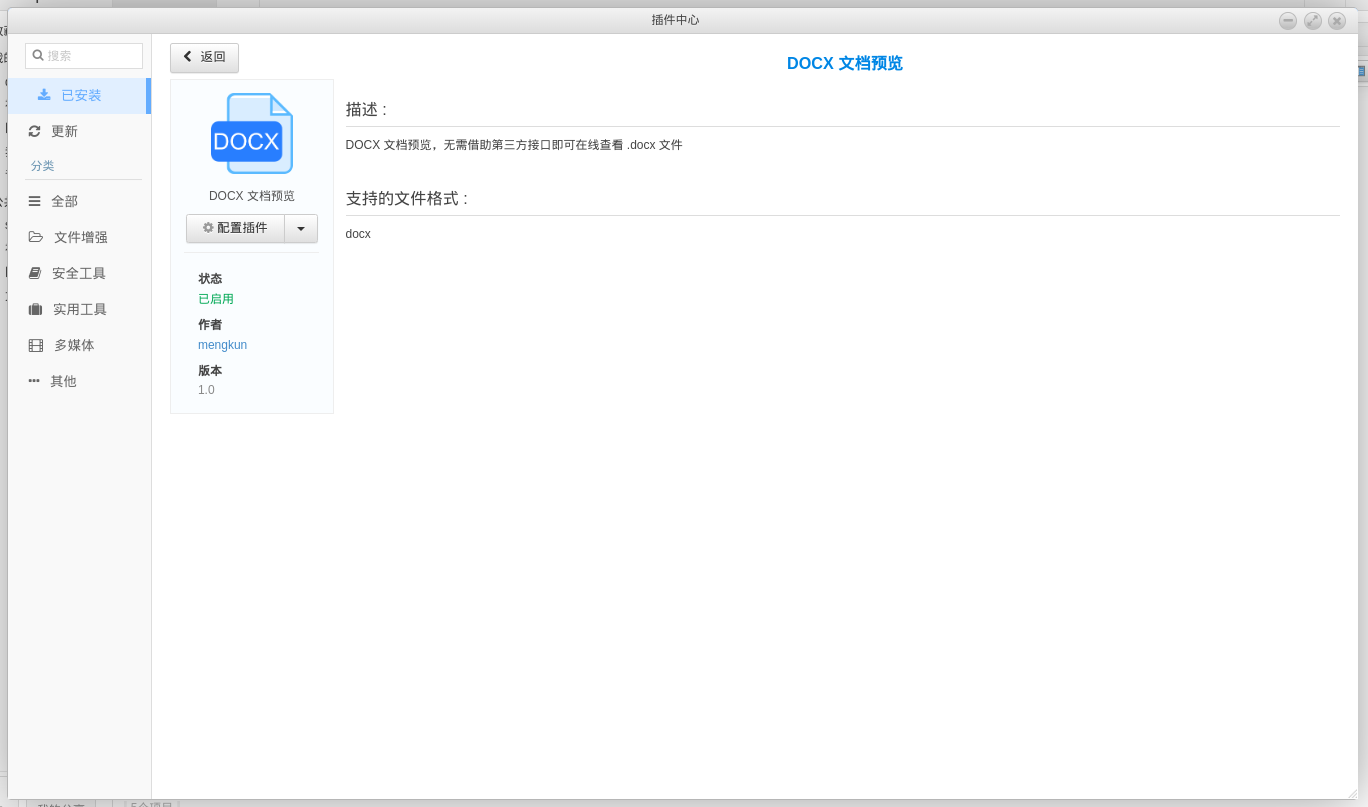 插件中心
搜索
已安装
更新
分类
全部
文件增强
安全工具
实用工具
多媒体
其他
返回
DOCX
DOCX 文档预览
配置插件
状态
已启用
作者
mengkun
版本
1.0
DOCX 文档预览
描述 :
DOCX 文档预览，无需借助第三方接口即可在线查看 .docx 文件
支持的文件格式 :
docx